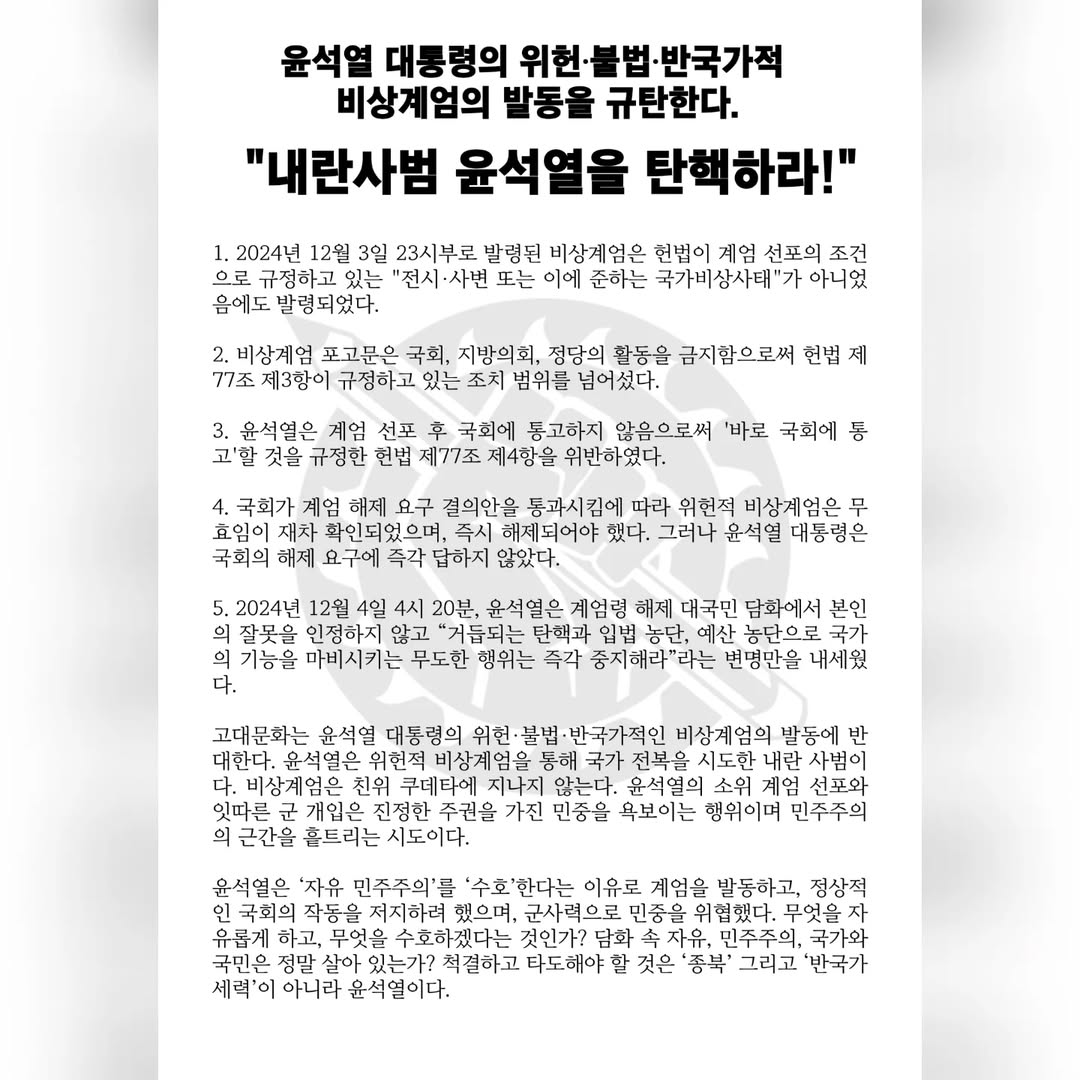 윤석열 대통령의 위헌·불법·반국가적
비상계엄의 발동을 규탄한다.
"내란사범 윤석열을 탄핵하라!"
1. 2024년 12월 3일 23시부로 발령된 비상계엄은 헌법이 계엄 선포의 조건
으로 규정하고 있는 "전시·사변 또는 이에 준하는 국가비상사태"가 아니었
음에도 발령되었다.
2. 비상계엄 포고문은 국회, 지방의회, 정당의 활동을 금지함으로써 헌법 제
77조 제3항이 규정하고 있는 조치 범위를 넘어섰다.
3. 윤석열은 계엄 선포 후 국회에 통고하지 않음으로써 '바로 국회에 통
고'할 것을 규정한 헌법 제77조 제4항을 위반하였다.
4. 국회가 계엄 해제 요구 결의안을 통과시킴에 따라 위헌적 비상계엄은 무
효임이 재차 확인되었으며, 즉시 해제되어야 했다. 그러나 윤석열 대통령은
국회의 해제 요구에 즉각 답하지 않았다.
5. 2024년 12월 4일 4시 20분, 윤석열은 계엄령 해제 대국민 담화에서 본인
의 잘못을 인정하지 않고 “거듭되는 탄핵과 입법 농단, 예산 농단으로 국가
의 기능을 마비시키는 무도한 행위는 즉각 중지해라”라는 변명만을 내세웠
다.
고대문화는 윤석열 대통령의 위헌·불법·반국가적인 비상계엄의 발동에 반
대한다. 윤석열은 위헌적 비상계엄을 통해 국가 전복을 시도한 내란 사범이
다. 비상계엄은 친위 쿠데타에 지나지 않는다. 윤석열의 소위 계엄 선포와
잇따른 군 개입은 진정한 주권을 가진 민중을 욕보이는 행위이며 민주주의
의 근간을 흩트리는 시도이다.
윤석열은 ‘자유 민주주의’를 ‘수호’한다는 이유로 계엄을 발동하고, 정상적
인 국회의 작동을 저지하려 했으며, 군사력으로 민중을 위협했다. 무엇을 자
유롭게 하고, 무엇을 수호하겠다는 것인가? 담화 속 자유, 민주주의, 국가와
국민은 정말 살아 있는가? 척결하고 타도해야 할 것은 ‘종북’ 그리고 ‘반국가
세력’이 아니라 윤석열이다.